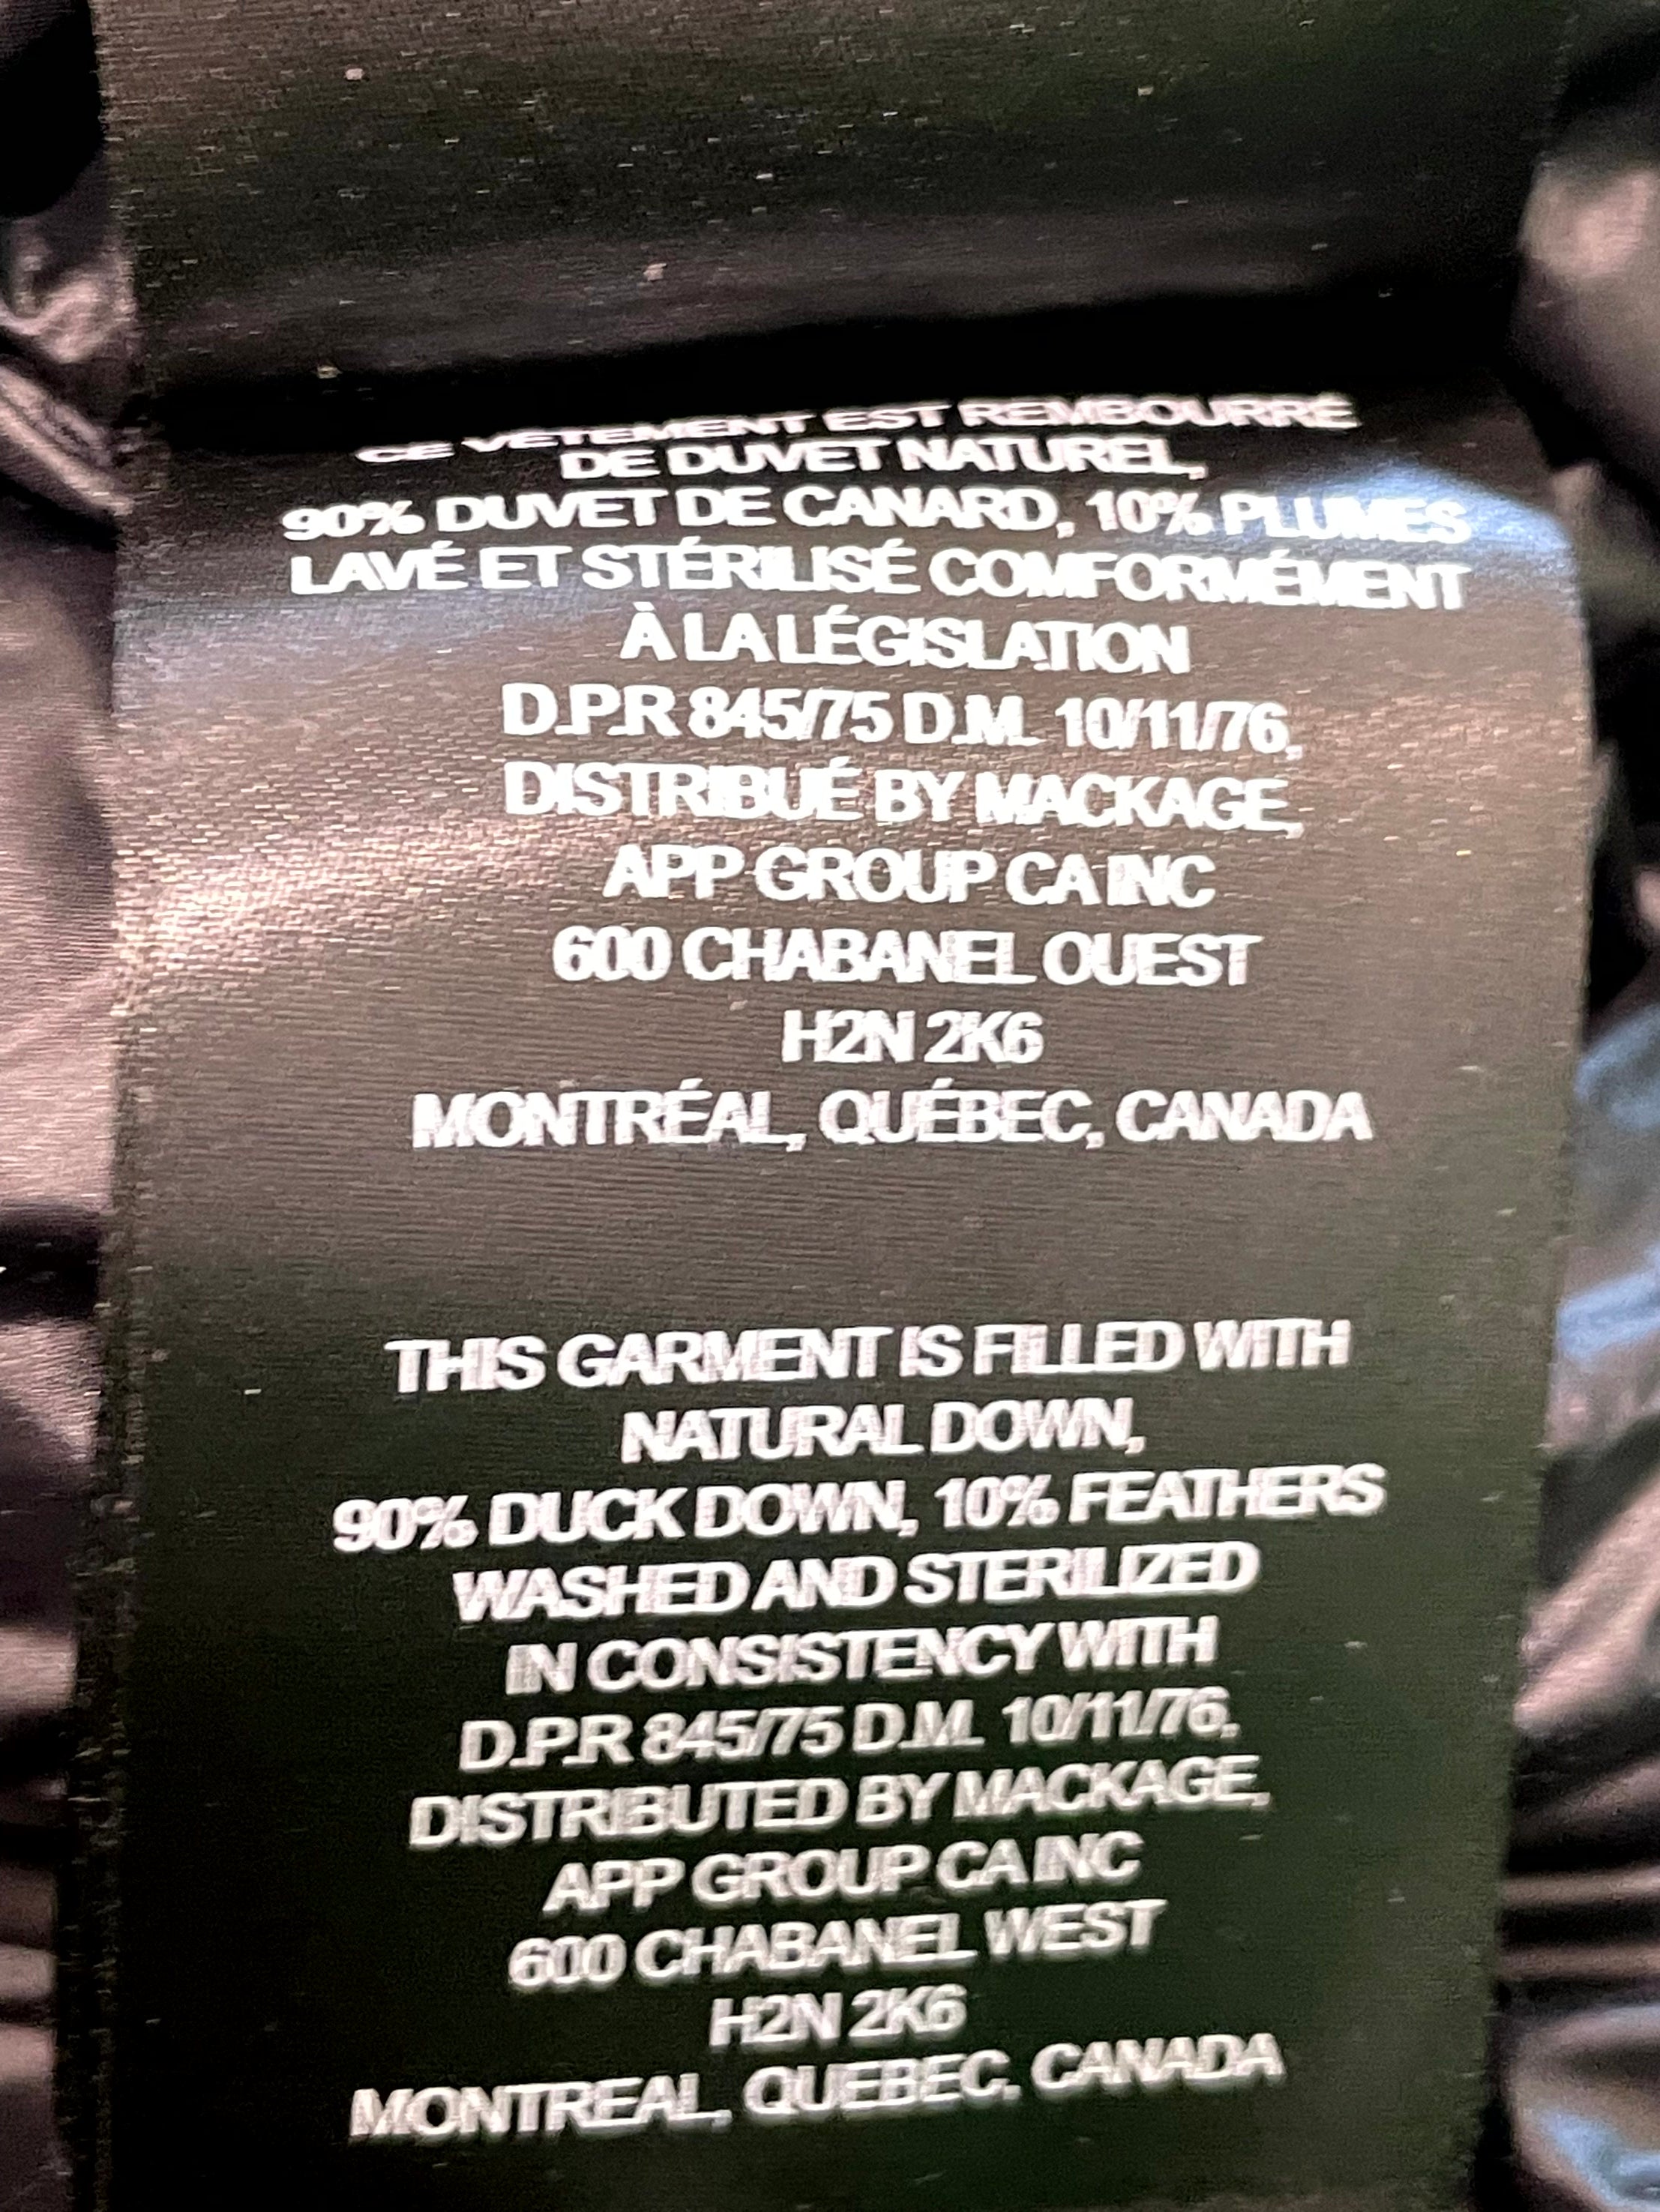 CE VÊTEMENT EST REMBOURRÉ
DE DUVET NATUREL,
90% DUVET DE CANARD, 10% PLUMES
LAVÉ ET STÉRILISÉ COMFORMÉMENT
À LA LÉGISLATION
D.P.R 845/75 D.M. 10/11/76,
DISTRIBUÉ BY MACKAGE,
APP GROUP CA INC
600 CHABANEL OUEST
H2N 2K6
MONTRÉAL, QUÉBEC, CANADA
THIS GARMENT IS FILLED WITH
NATURAL DOWN,
90% DUCK DOWN, 10% FEATHERS
WASHED AND STERILIZED
IN CONSISTENCY WITH
D.P.R 845/75 D.M. 10/11/76,
DISTRIBUTED BY MACKAGE,
APP GROUP CA INC
600 CHABANEL WEST
H2N 2K6
MONTREAL, QUEBEC, CANADA